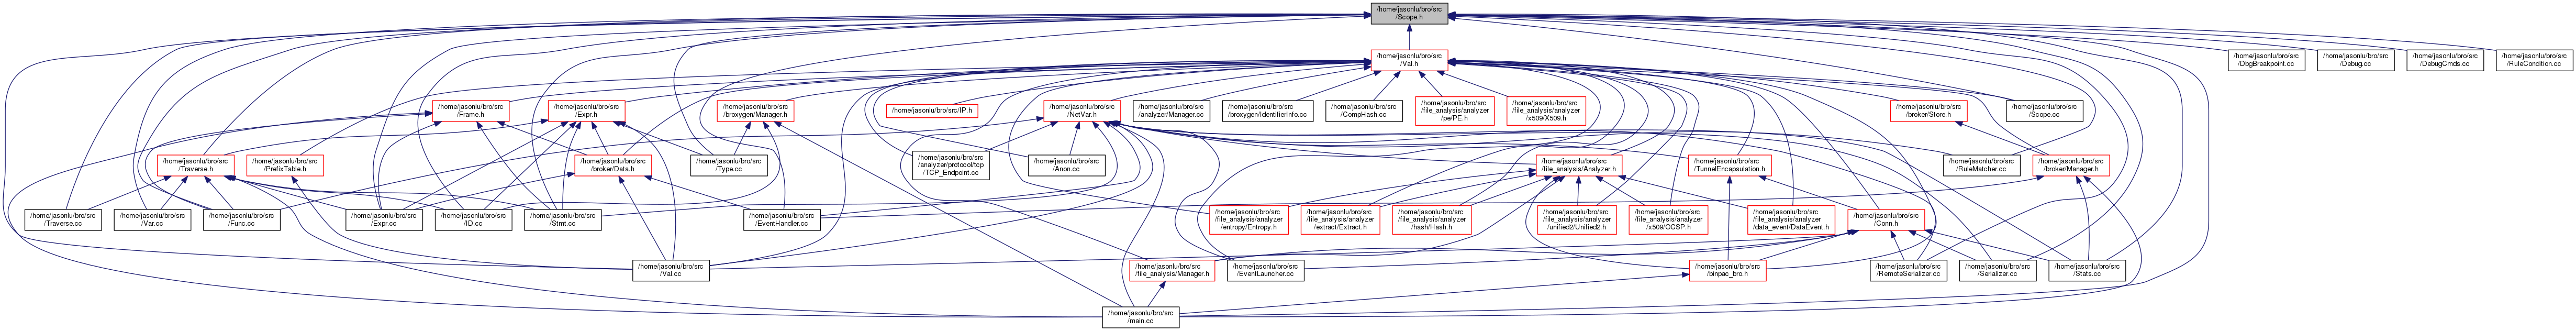 /home/jasonlu/bro/src
/Scope.h
/home/jasonlu/bro/src
/Val.h
/home/jasonlu/bro/src
/DbgBreakpoint.cc
/home/jasonlu/bro/src
/Debug.cc
/home/jasonlu/bro/src
/DebugCmds.cc
/home/jasonlu/bro/src
/RuleCondition.cc
/home/jasonlu/bro/src
/Frame.h
/home/jasonlu/bro/src
/Expr.h
/home/jasonlu/bro/src
/broxygen/Manager.h
/home/jasonlu/bro/src/IP.h
/home/jasonlu/bro/src
/NetVar.h
/home/jasonlu/bro/src
/analyzer/Manager.cc
/home/jasonlu/bro/src
/broxygen/IdentifierInfo.cc
/home/jasonlu/bro/src
/CompHash.cc
/home/jasonlu/bro/src
/file_analysis/analyzer
/pe/PE.h
/home/jasonlu/bro/src
/file_analysis/analyzer
/x509/X509.h
/home/jasonlu/bro/src
/broker/Store.h
/home/jasonlu/bro/src
/Scope.cc
/home/jasonlu/bro/src
/Traverse.h
/home/jasonlu/bro/src
/PrefixTable.h
/home/jasonlu/bro/src
/broker/Data.h
/home/jasonlu/bro/src
/Type.cc
/home/jasonlu/bro/src
/analyzer/protocol/tcp
/TCP_Endpoint.cc
/home/jasonlu/bro/src
/Anon.cc
/home/jasonlu/bro/src
/file_analysis/Analyzer.h
/home/jasonlu/bro/src
/TunnelEncapsulation.h
/home/jasonlu/bro/src
/RuleMatcher.cc
/home/jasonlu/bro/src
/broker/Manager.h
/home/jasonlu/bro/src
/Traverse.cc
/home/jasonlu/bro/src
/Var.cc
/home/jasonlu/bro/src
/Func.cc
/home/jasonlu/bro/src
/Expr.cc
/home/jasonlu/bro/src
/ID.cc
/home/jasonlu/bro/src
/Stmt.cc
/home/jasonlu/bro/src
/EventHandler.cc
/home/jasonlu/bro/src
/file_analysis/analyzer
/entropy/Entropy.h
/home/jasonlu/bro/src
/file_analysis/analyzer
/extract/Extract.h
/home/jasonlu/bro/src
/file_analysis/analyzer
/hash/Hash.h
/home/jasonlu/bro/src
/file_analysis/analyzer
/unified2/Unified2.h
/home/jasonlu/bro/src
/file_analysis/analyzer
/x509/OCSP.h
/home/jasonlu/bro/src
/file_analysis/analyzer
/data_event/DataEvent.h
/home/jasonlu/bro/src
/Conn.h
/home/jasonlu/bro/src
/Val.cc
/home/jasonlu/bro/src
/file_analysis/Manager.h
/home/jasonlu/bro/src
/EventLauncher.cc
/home/jasonlu/bro/src
/binpac_bro.h
/home/jasonlu/bro/src
/RemoteSerializer.cc
/home/jasonlu/bro/src
/Serializer.cc
/home/jasonlu/bro/src
/Stats.cc
/home/jasonlu/bro/src
/main.cc